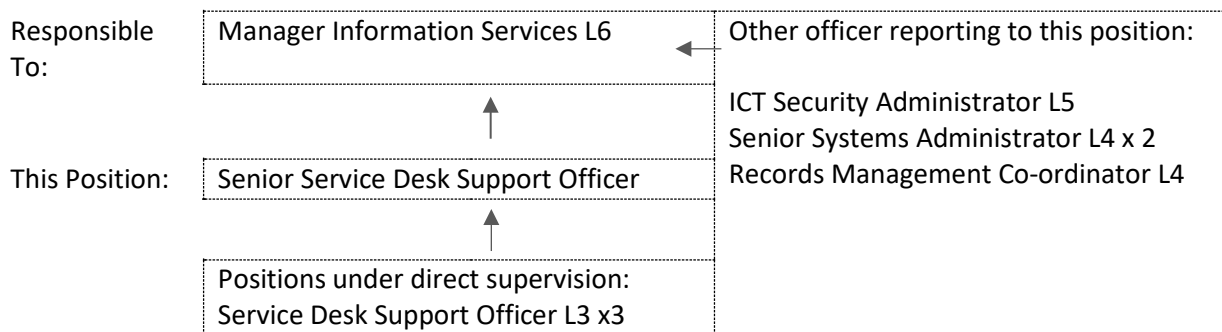 Responsible To:
Manager Information Services L6
Other officer reporting to this position:
ICT Security Administrator L5
Senior Systems Administrator L4 x 2
Records Management Co-ordinator L4
This Position:
Senior Service Desk Support Officer
Positions under direct supervision:
Service Desk Support Officer L3 x3